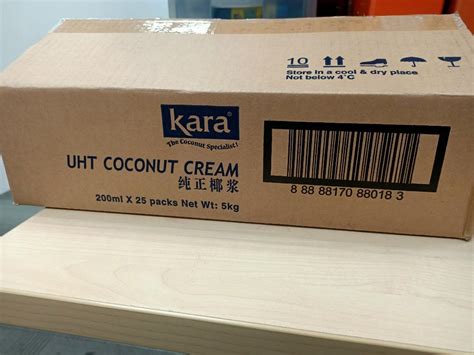 10
Store in a cool & dry place
Not below 4°C
kara®
The Coconut Specialist!
UHT COCONUT CREAM
纯正椰浆
200ml X 25 packs Net Wt: 5kg
8 88 88170 88018 3